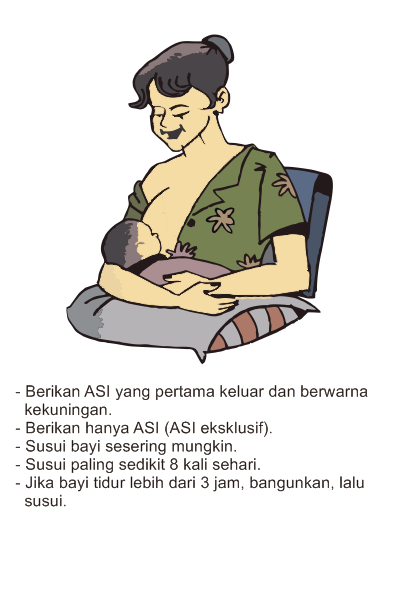 - Berikan ASI yang pertama keluar dan berwarna
kekuningan.
- Berikan hanya ASI (ASI eksklusif).
- Susui bayi sesering mungkin.
- Susui paling sedikit 8 kali sehari.
- Jika bayi tidur lebih dari 3 jam, bangunkan, lalu
susui.